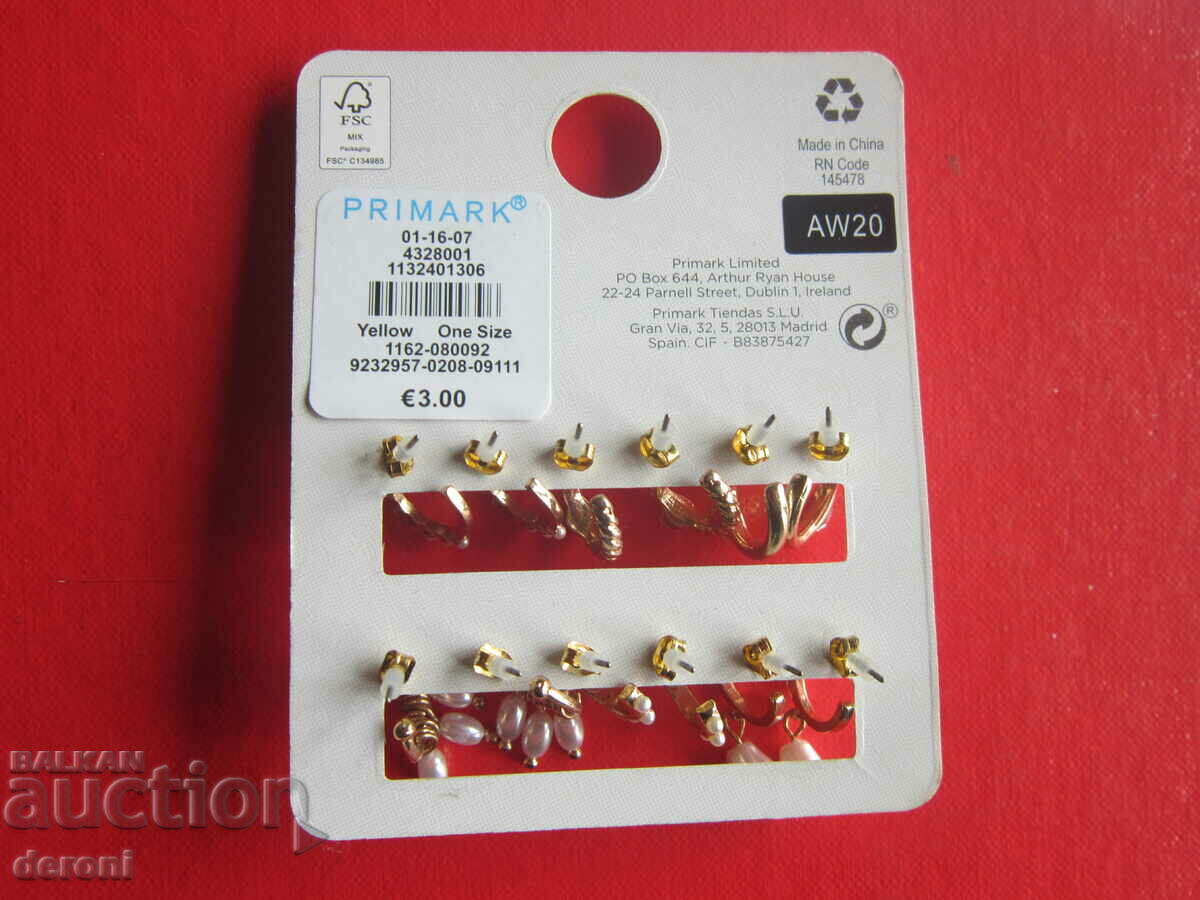 FSC
MIX
Packaging
FSC® C134985
PRIMARK®
01-16-07
4328001
1132401306
Yellow One Size
1162-080092
9232957-0208-09111
€3.00
Made in China
RN Code
145478
AW20
Primark Limited
PO Box 644, Arthur Ryan House
22-24 Parnell Street, Dublin 1, Ireland
Primark Tiendas S.L.U.
Gran Via, 32, 5, 28013 Madrid
Spain. CIF - B83875427
®
BALKAN
auction
deroni